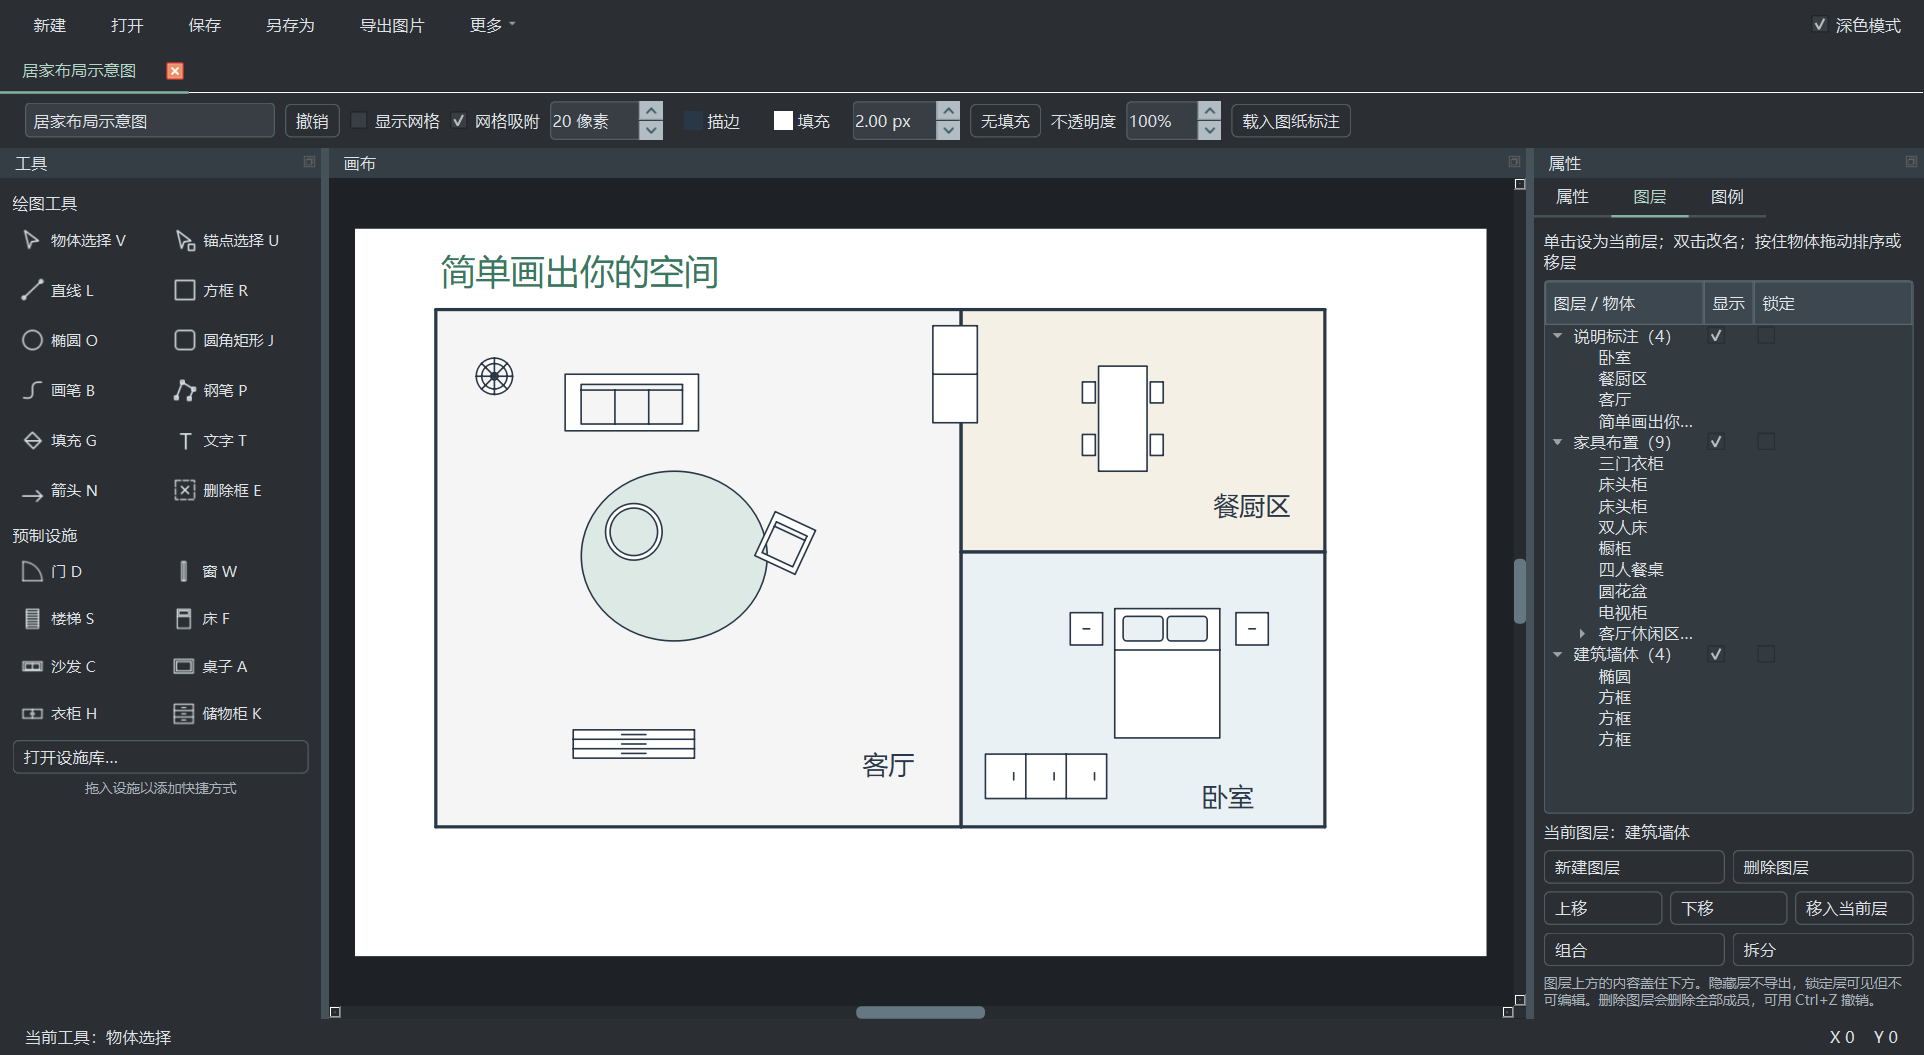 新建 打开 保存 另存为 导出图片 更多 深色模式
居家布局示意图
居家布局示意图 撤销 显示网格 网格吸附 20 像素 描边 填充 2.00 px 无填充 不透明度 100% 载入图纸标注
工具
绘图工具
物体选择 V 锚点选择 U
直线 L 方框 R
椭圆 O 圆角矩形 J
画笔 B 钢笔 P
填充 G 文字 T
箭头 N 删除框 E
预制设施
门 D 窗 W
楼梯 S 床 F
沙发 C 桌子 A
衣柜 H 储物柜 K
打开设施库...
拖入设施以添加快捷方式
画布
简单画出你的空间
餐厨区
客厅
卧室
属性
属性 图层 图例
单击设为当前层；双击改名；按住物体拖动排序或
移层
图层 / 物体 显示 锁定
说明标注（4）
卧室
餐厨区
客厅
简单画出你...
家具布置（9）
三门衣柜
床头柜
床头柜
双人床
橱柜
四人餐桌
圆花盆
电视柜
客厅休闲区...
建筑墙体（4）
椭圆
方框
方框
方框
当前图层：建筑墙体
新建图层 删除图层
上移 下移 移入当前层
组合 拆分
图层上方的内容盖住下方。隐藏层不导出，锁定层可见但不
可编辑。删除图层会删除全部成员，可用 Ctrl+Z 撤销。
当前工具：物体选择 X 0 Y 0